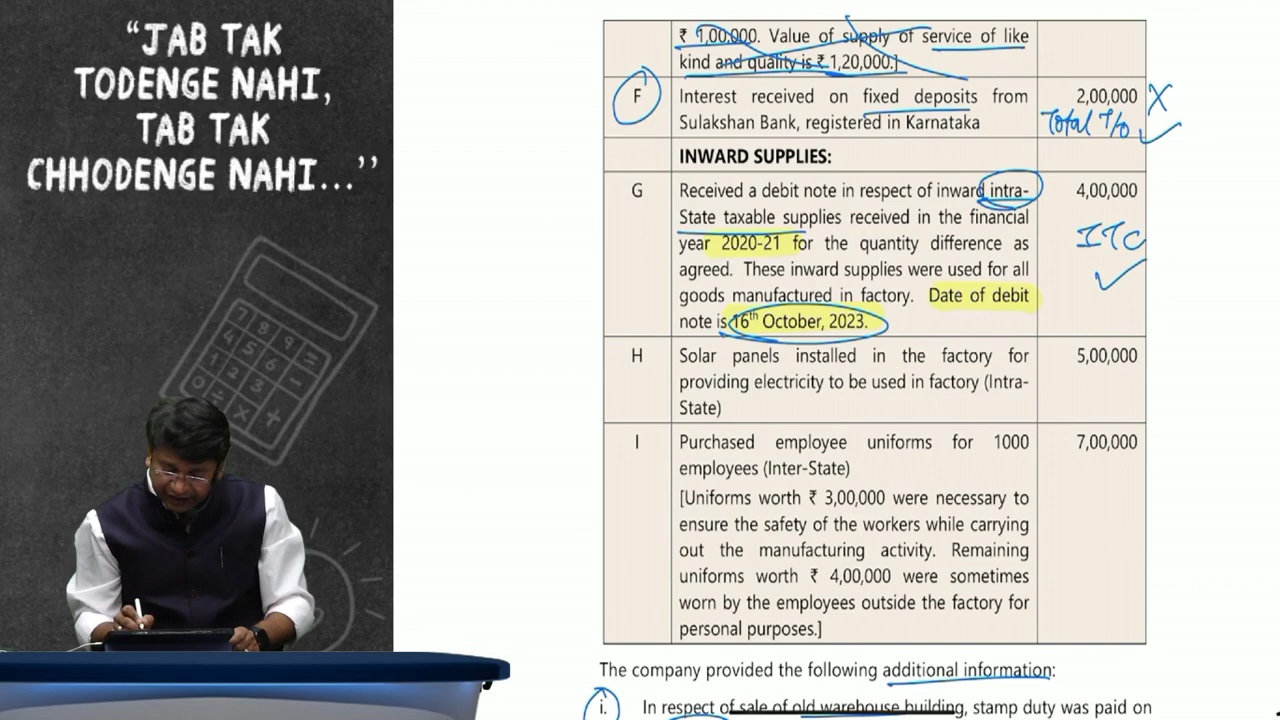 “JAB TAK
TODENGE NAHI,
TAB TAK
CHHODENGE NAHI...’’
₹ 1,00,000. Value of supply of service of like
kind and quality is ₹ 1,20,000.]
F Interest received on fixed deposits from 2,00,000 X
Sulakshan Bank, registered in Karnataka Total T/o
INWARD SUPPLIES:
G Received a debit note in respect of inward intra- 4,00,000
State taxable supplies received in the financial
year 2020-21 for the quantity difference as ITC
agreed. These inward supplies were used for all
goods manufactured in factory. Date of debit
note is 16th October, 2023.
H Solar panels installed in the factory for 5,00,000
providing electricity to be used in factory (Intra-
State)
I Purchased employee uniforms for 1000 7,00,000
employees (Inter-State)
[Uniforms worth ₹ 3,00,000 were necessary to
ensure the safety of the workers while carrying
out the manufacturing activity. Remaining
uniforms worth ₹ 4,00,000 were sometimes
worn by the employees outside the factory for
personal purposes.]
The company provided the following additional information:
i. In respect of sale of old warehouse building, stamp duty was paid on